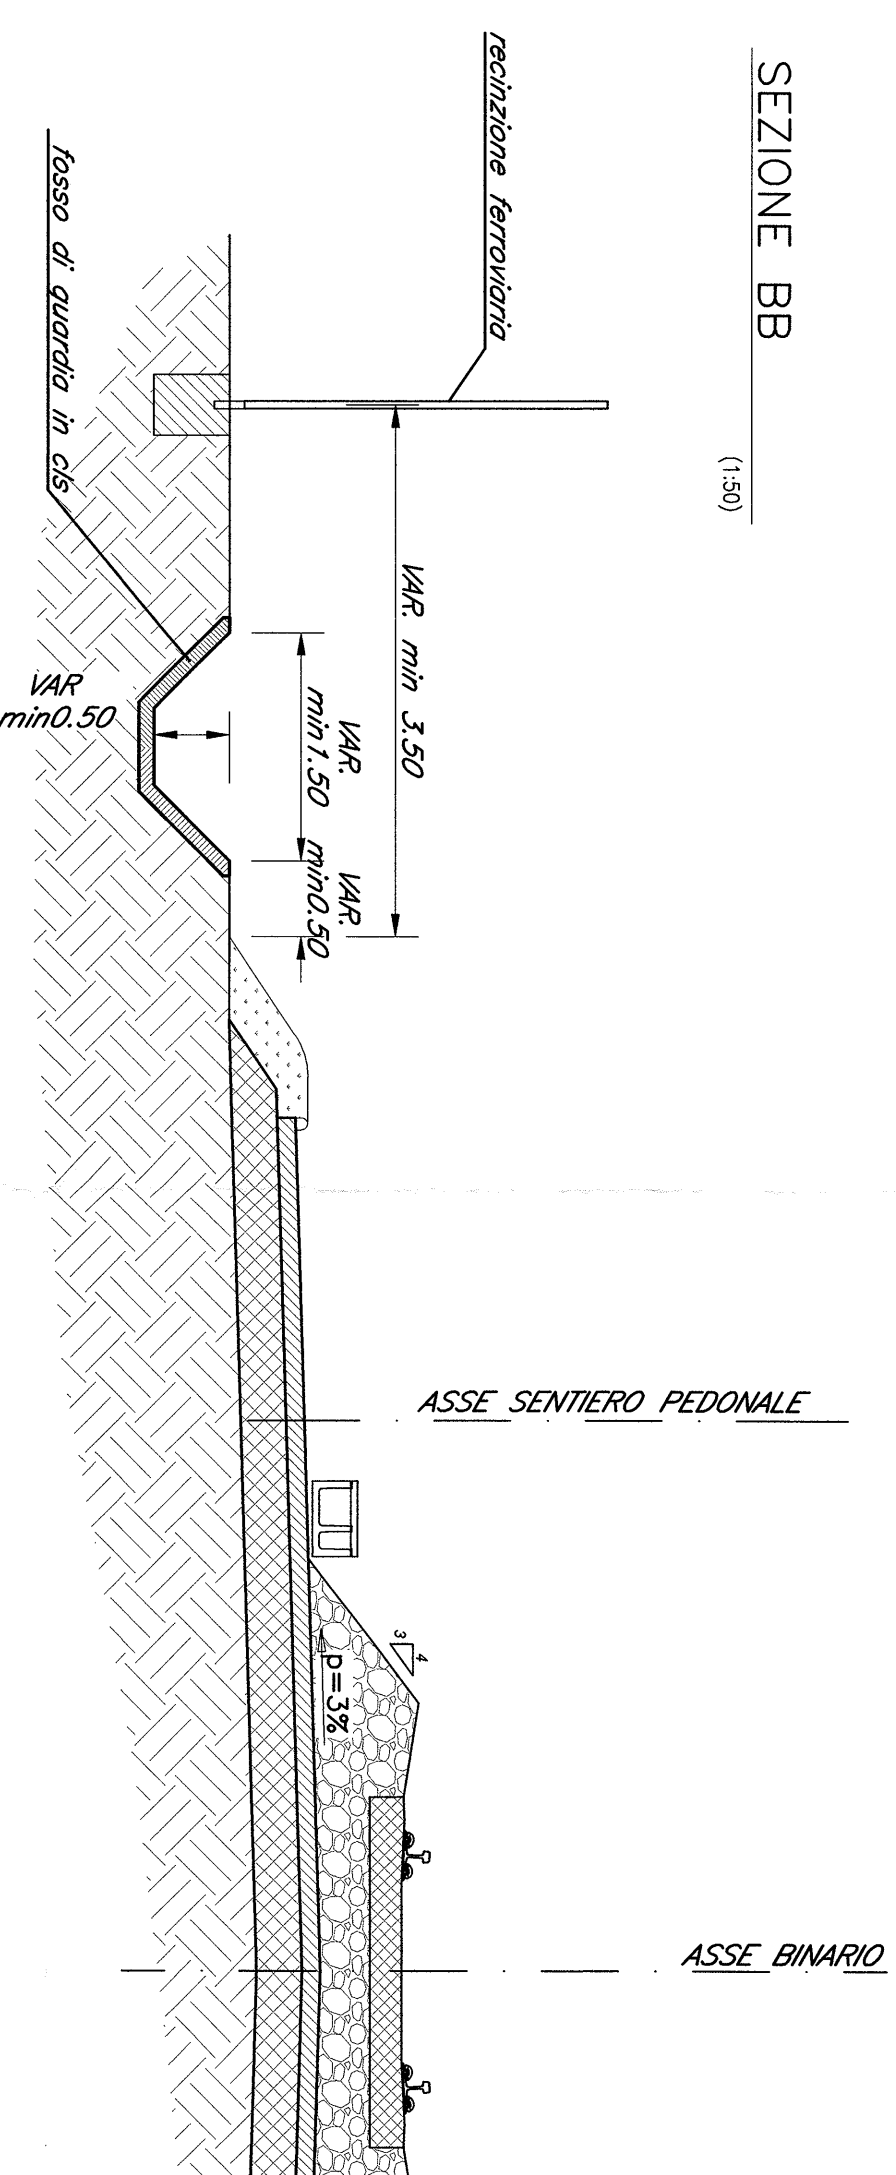 SEZIONE BB
(1:50)
recinzione ferroviaria
VAR. min 3.50
VAR.
min1.50
VAR.
min0.50
fosso di guardia in cls
VAR
min0.50
ASSE SENTIERO PEDONALE
3
4
p=3%
ASSE BINARIO